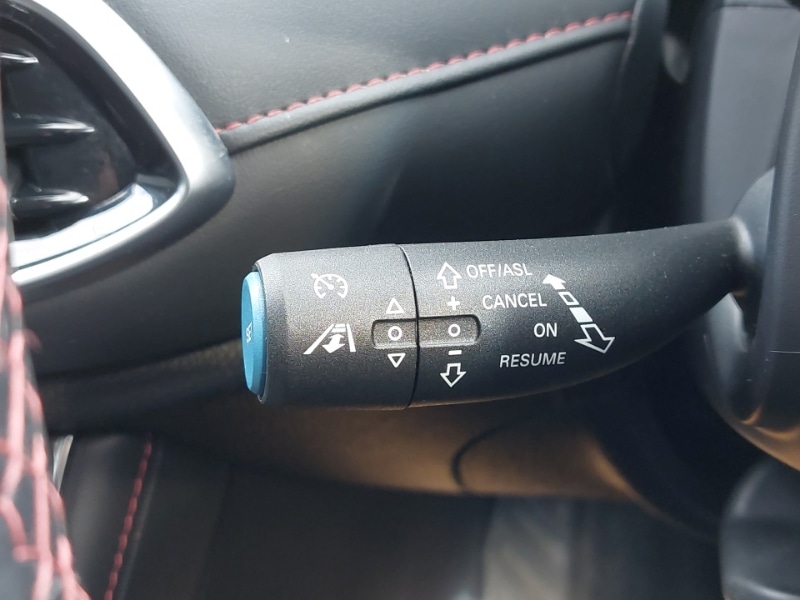 OFF/ASL
+ CANCEL
ON
- RESUME